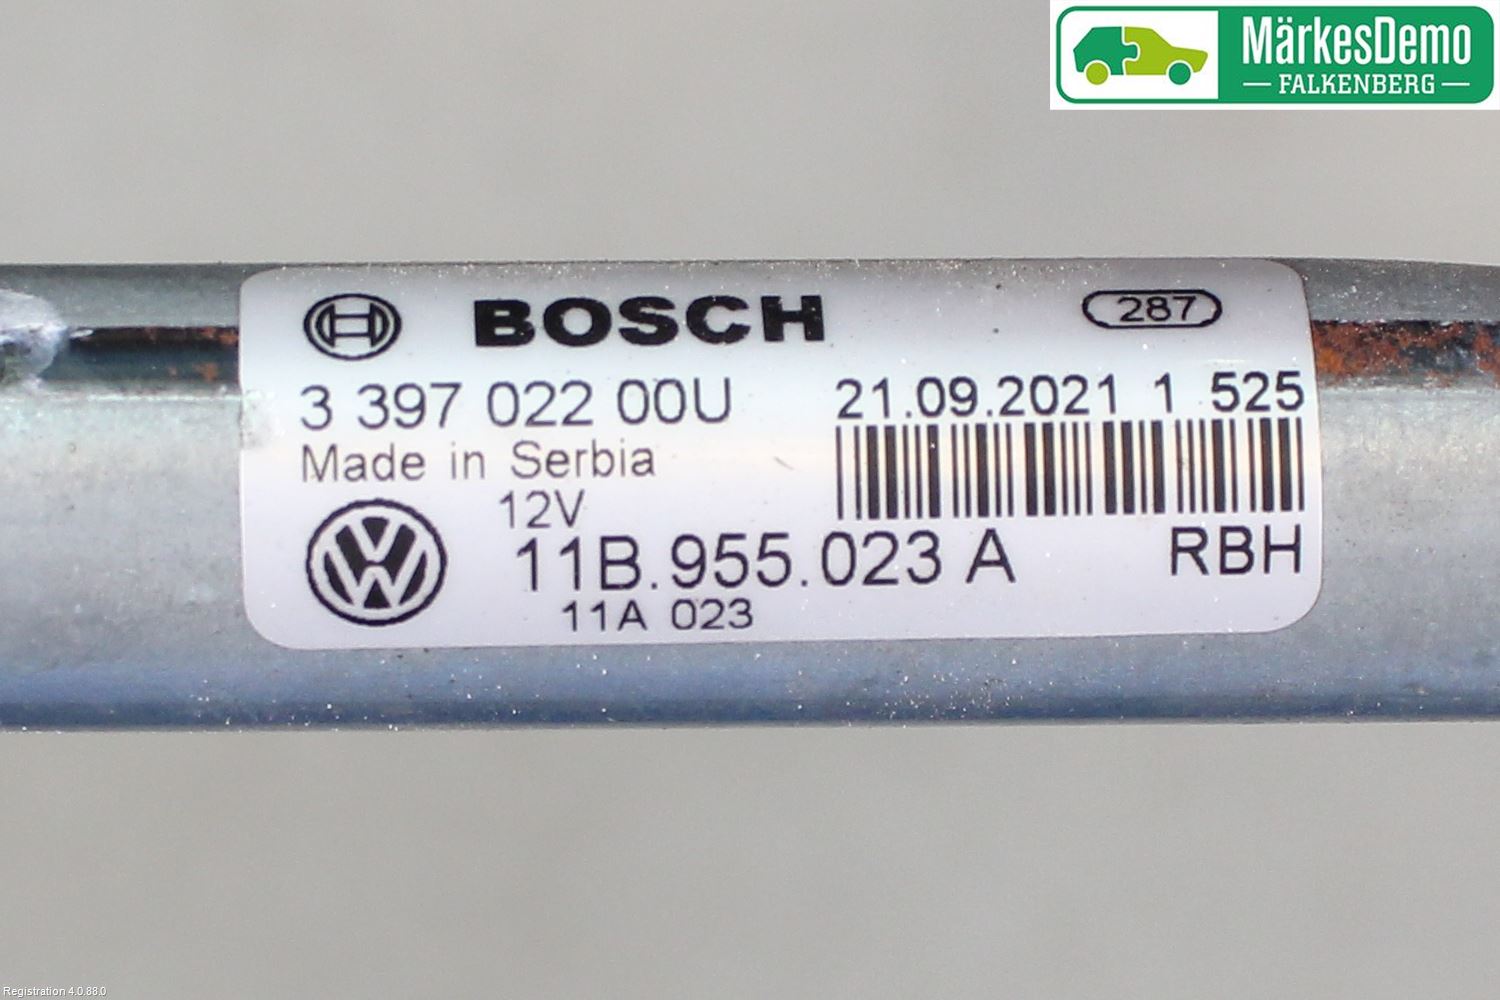 MärkesDemo
FALKENBERG
BOSCH
287
3 397 022 00U
21.09.2021 1 525
Made in Serbia
12V
11B.955.023 A
RBH
11A 023
Registration 4.0.88.0